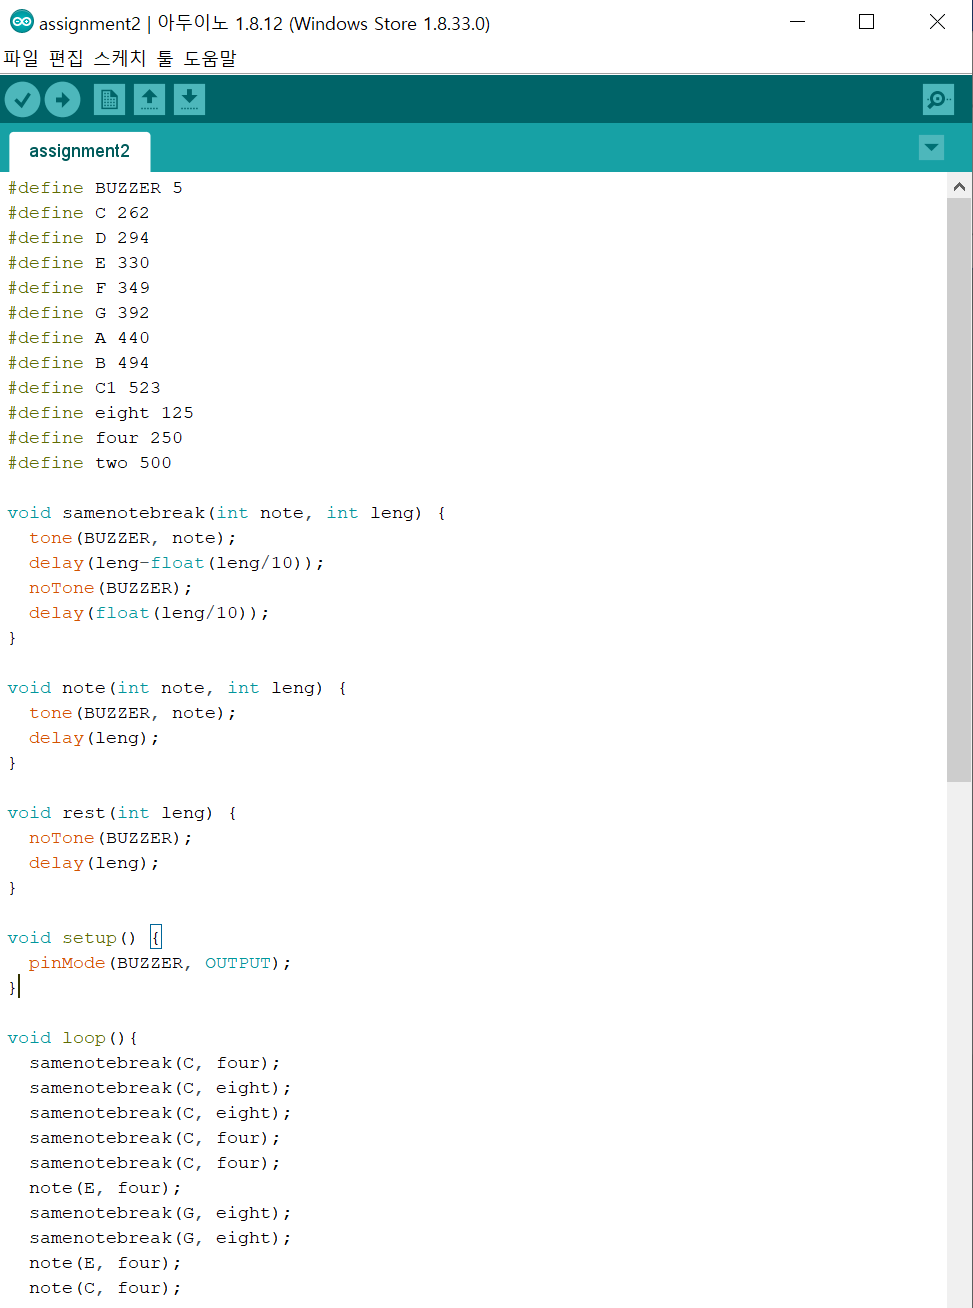 assignment2 | 아두이노 1.8.12 (Windows Store 1.8.33.0)
파일 편집 스케치 툴 도움말
assignment2
#define BUZZER 5
#define C 262
#define D 294
#define E 330
#define F 349
#define G 392
#define A 440
#define B 494
#define C1 523
#define eight 125
#define four 250
#define two 500
void samenotebreak(int note, int leng) {
  tone(BUZZER, note);
  delay(leng-float(leng/10));
  noTone(BUZZER);
  delay(float(leng/10));
}
void note(int note, int leng) {
  tone(BUZZER, note);
  delay(leng);
}
void rest(int leng) {
  noTone(BUZZER);
  delay(leng);
}
void setup() {
  pinMode(BUZZER, OUTPUT);
}
void loop(){
  samenotebreak(C, four);
  samenotebreak(C, eight);
  samenotebreak(C, eight);
  samenotebreak(C, four);
  samenotebreak(C, four);
  note(E, four);
  samenotebreak(G, eight);
  samenotebreak(G, eight);
  note(E, four);
  note(C, four);